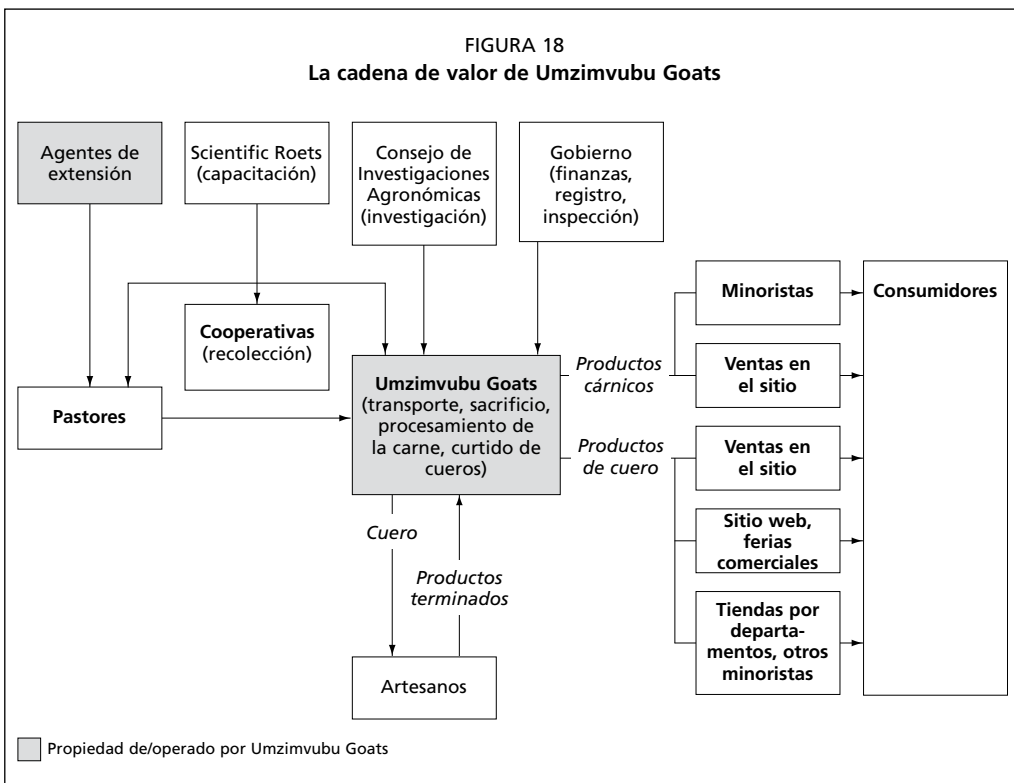 FIGURA 18
La cadena de valor de Umzimvubu Goats
Agentes de
extensión
Scientific Roets
(capacitación)
Consejo de
Investigaciones
Agronómicas
(investigación)
Gobierno
(finanzas,
registro,
inspección)
Cooperativas
(recolección)
Pastores
Umzimvubu Goats
(transporte, sacrificio,
procesamiento de
la carne, curtido de
cueros)
Productos
cárnicos
Productos
de cuero
Minoristas
Ventas en
el sitio
Ventas en
el sitio
Sitio web,
ferias
comerciales
Tiendas por
departa-
mentos, otros
minoristas
Consumidores
Cuero
Productos
terminados
Artesanos
Propiedad de/operado por Umzimvubu Goats